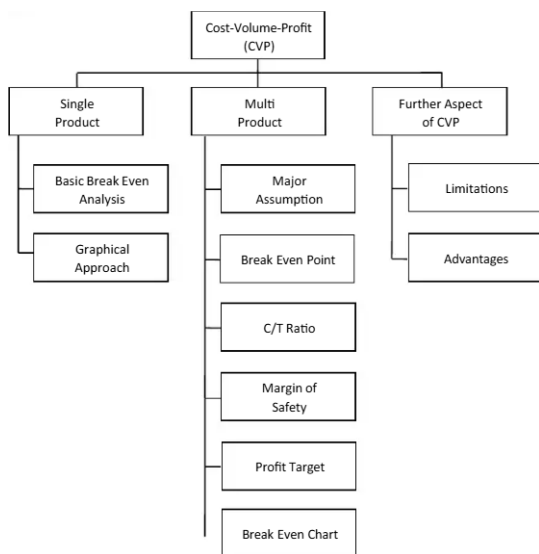 Cost-Volume-Profit
(CVP)
Single
Product
Multi
Product
Further Aspect
of CVP
Basic Break Even
Analysis
Graphical
Approach
Major
Assumption
Break Even Point
C/T Ratio
Margin of
Safety
Profit Target
Break Even Chart
Limitations
Advantages